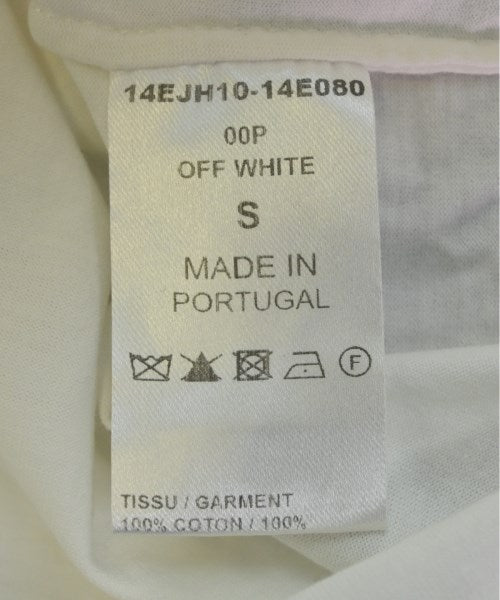 14EJH10-14E080
00P
OFF WHITE
S
MADE IN
PORTUGAL
F
TISSU / GARMENT
100% COTON / 100%